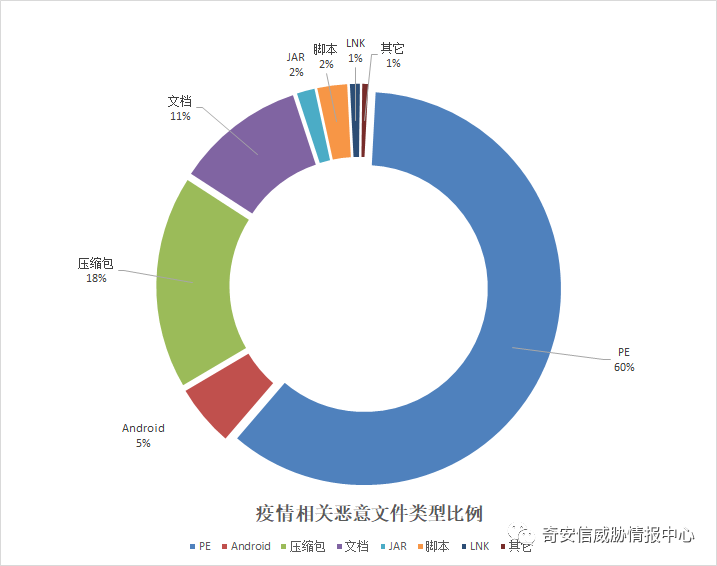 LNK
1%
其它
1%
脚本
2%
JAR
2%
文档
11%
压缩包
18%
PE
60%
Android
5%
疫情相关恶意文件类型比例
奇安信威胁情报中心
PE Android 压缩包 文档 JAR 脚本 LNK 其它